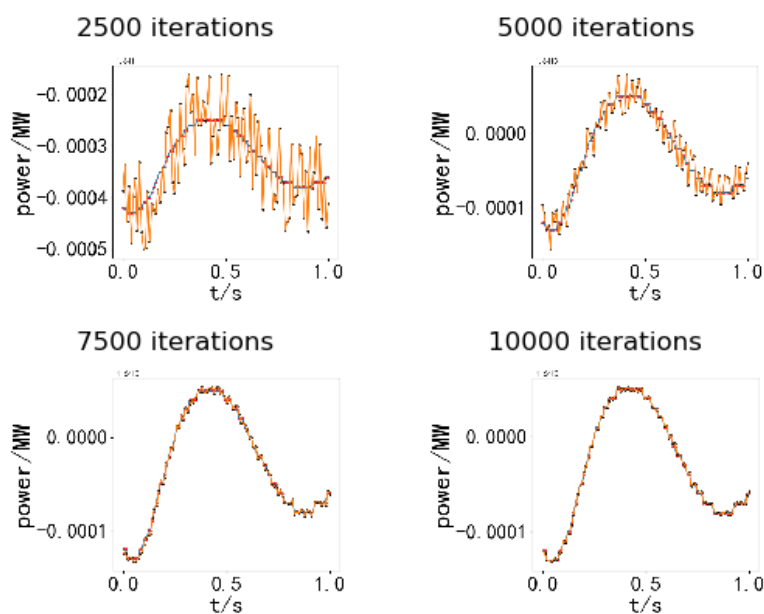 2500 iterations
5000 iterations
power/MW
-0.0002
-0.0003
-0.0004
-0.0005
0.0 0.5 1.0
t/s
power/MW
0.0000
-0.0001
0.0 0.5 1.0
t/s
7500 iterations
10000 iterations
power/MW
0.0000
-0.0001
0.0 0.5 1.0
t/s
power/MW
0.0000
-0.0001
0.0 0.5 1.0
t/s